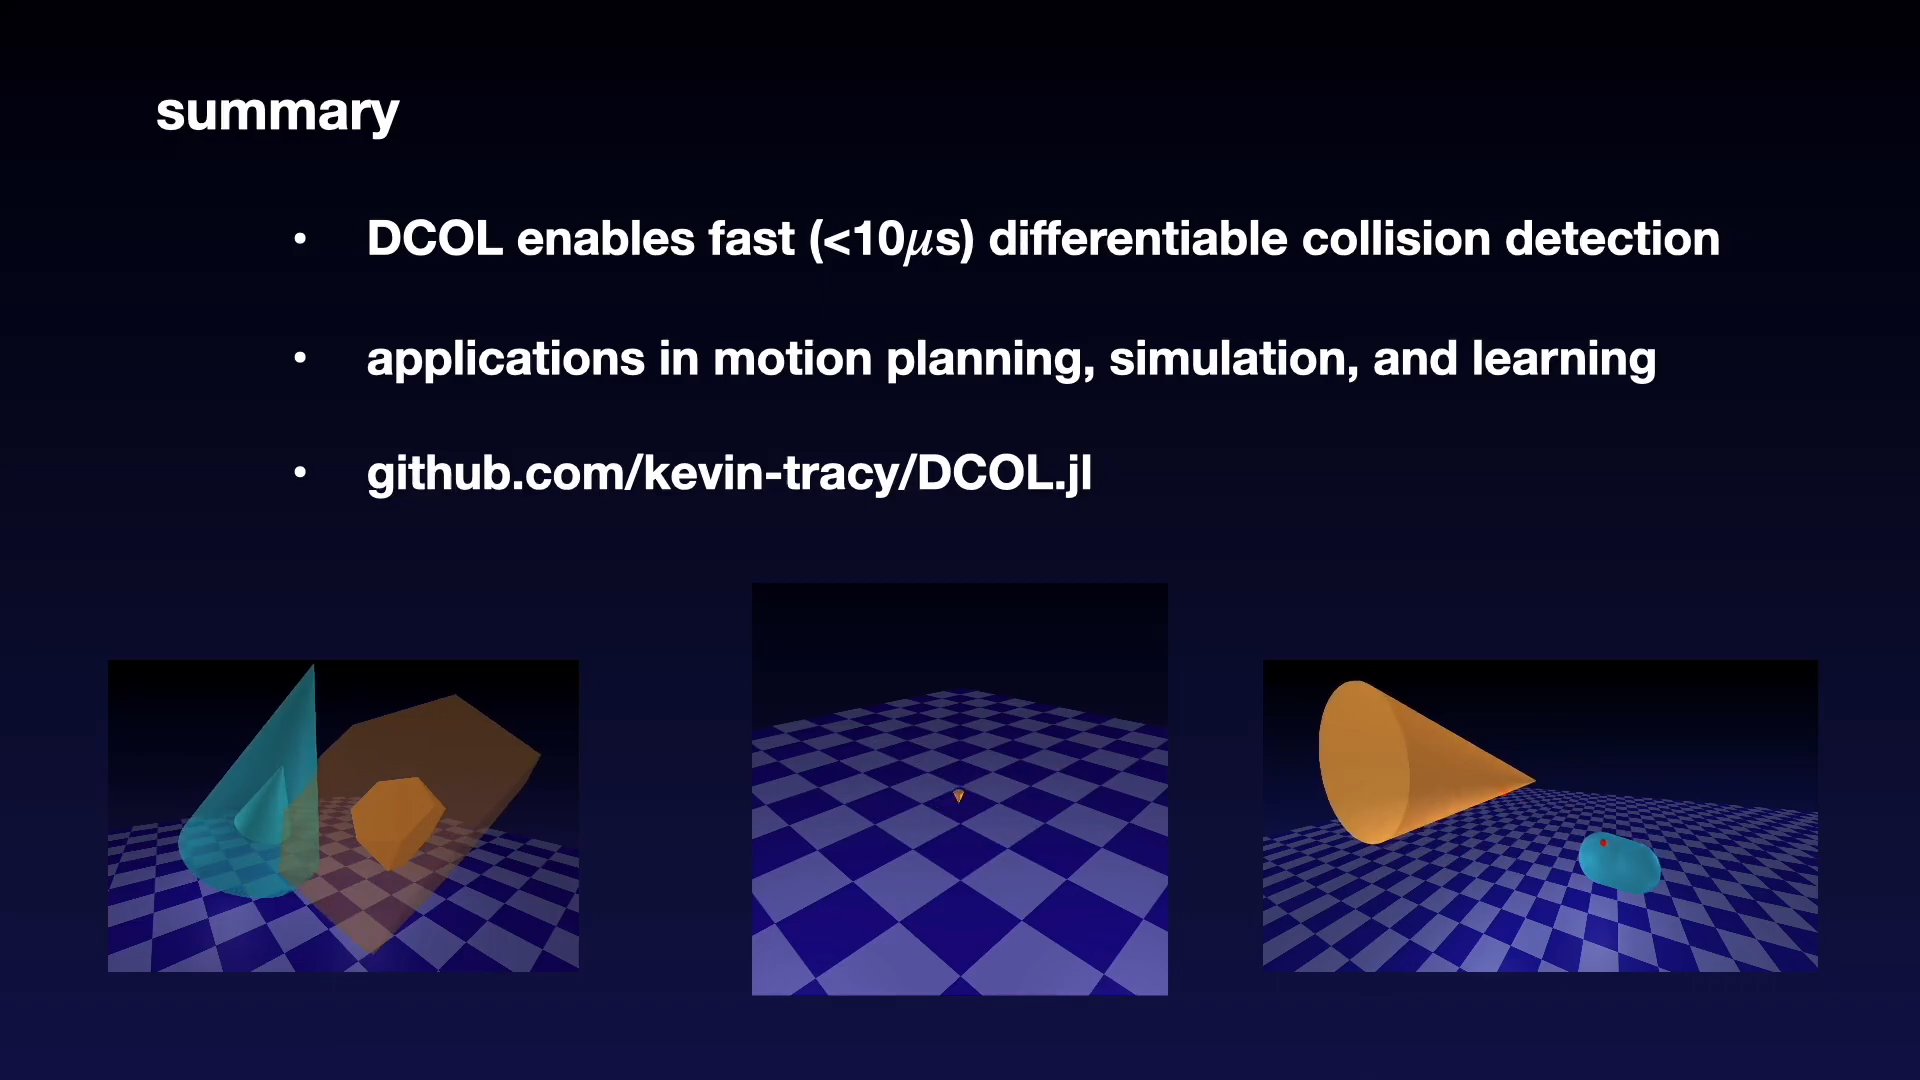 summary
• DCOL enables fast (<10μs) differentiable collision detection
• applications in motion planning, simulation, and learning
• github.com/kevin-tracy/DCOL.jl